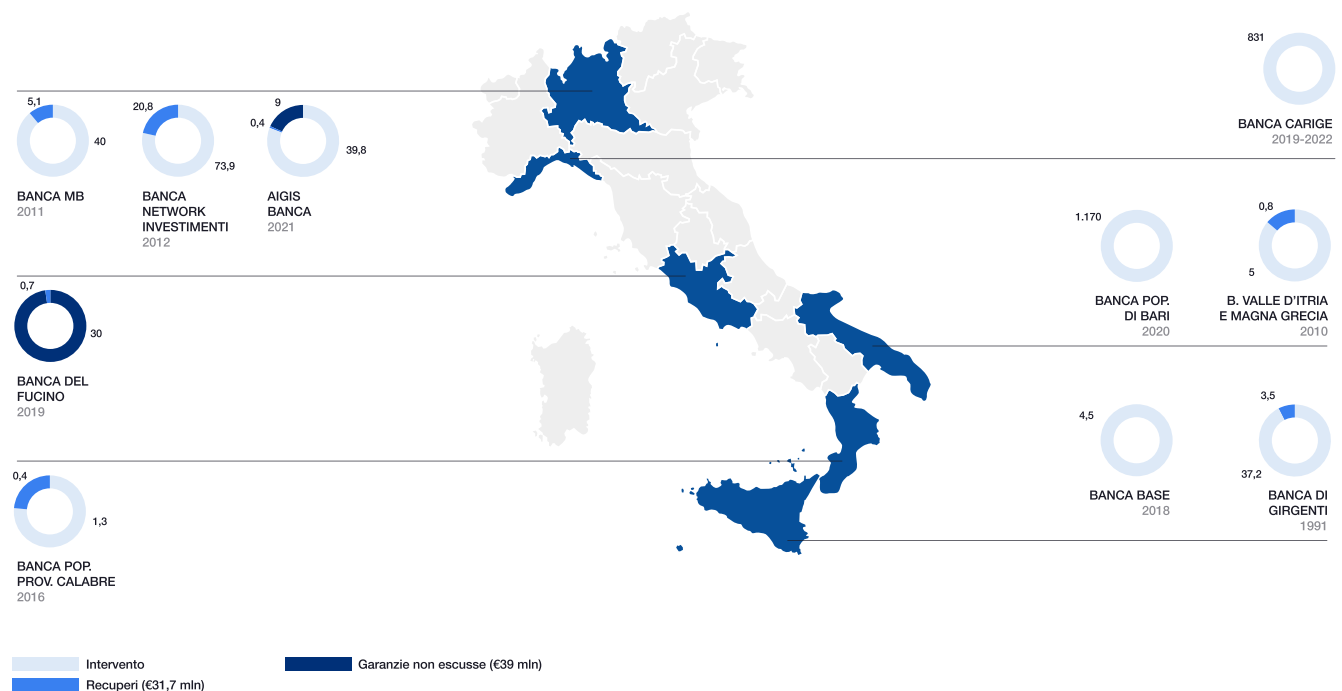 5,1
40
BANCA MB
2011
20,8
73,9
BANCA
NETWORK
INVESTIMENTI
2012
9
0,4
39,8
AIGIS
BANCA
2021
831
BANCA CARIGE
2019-2022
1.170
BANCA POP.
DI BARI
2020
0,8
5
B. VALLE D’ITRIA
E MAGNA GRECIA
2010
0,7
30
BANCA DEL
FUCINO
2019
4,5
BANCA BASE
2018
3,5
37,2
BANCA DI
GIRGENTI
1991
0,4
1,3
BANCA POP.
PROV. CALABRE
2016
Intervento
Recuperi (€31,7 mln)
Garanzie non escusse (€39 mln)